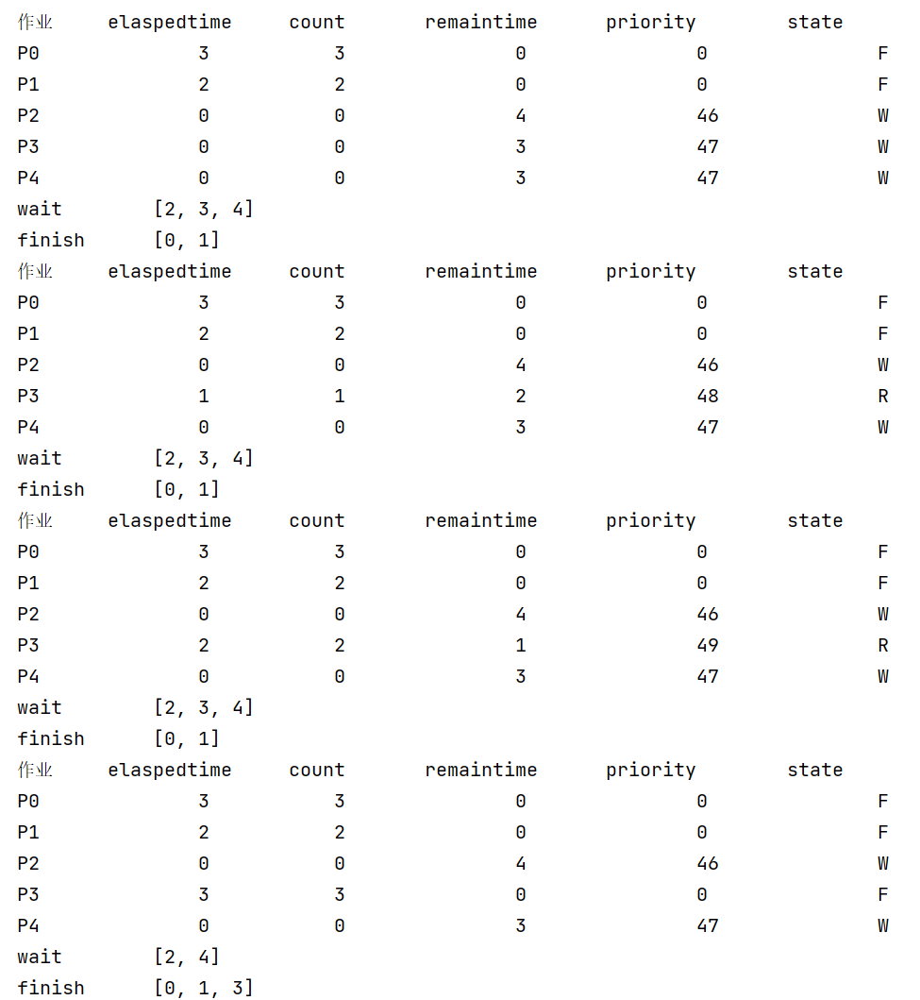 作业 elaspedtime count remaintime priority state
P0 3 3 0 0 F
P1 2 2 0 0 F
P2 0 0 4 46 W
P3 0 0 3 47 W
P4 0 0 3 47 W
wait [2, 3, 4]
finish [0, 1]
作业 elaspedtime count remaintime priority state
P0 3 3 0 0 F
P1 2 2 0 0 F
P2 0 0 4 46 W
P3 1 1 2 48 R
P4 0 0 3 47 W
wait [2, 3, 4]
finish [0, 1]
作业 elaspedtime count remaintime priority state
P0 3 3 0 0 F
P1 2 2 0 0 F
P2 0 0 4 46 W
P3 2 2 1 49 R
P4 0 0 3 47 W
wait [2, 3, 4]
finish [0, 1]
作业 elaspedtime count remaintime priority state
P0 3 3 0 0 F
P1 2 2 0 0 F
P2 0 0 4 46 W
P3 3 3 0 0 F
P4 0 0 3 47 W
wait [2, 4]
finish [0, 1, 3]